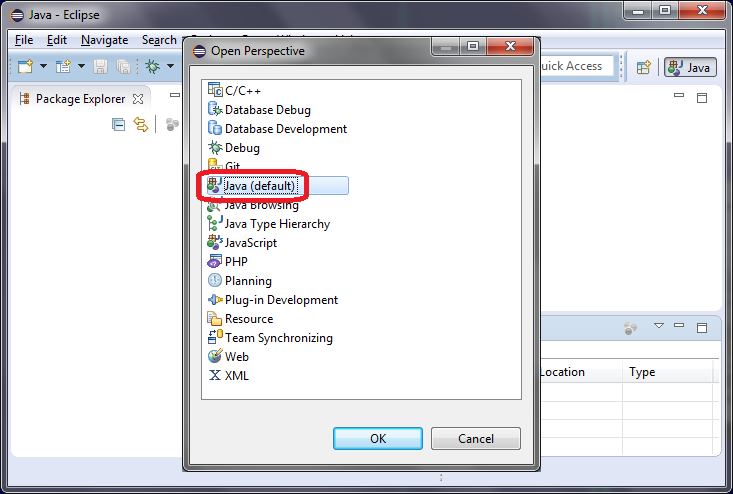 Java - Eclipse
File Edit Navigate Search
Open Perspective
Quick Access
Java
Package Explorer
C/C++
Database Debug
Database Development
Debug
Git
Java (default)
Java Browsing
Java Type Hierarchy
JavaScript
PHP
Planning
Plug-in Development
Resource
Team Synchronizing
Web
XML
Location Type
OK Cancel